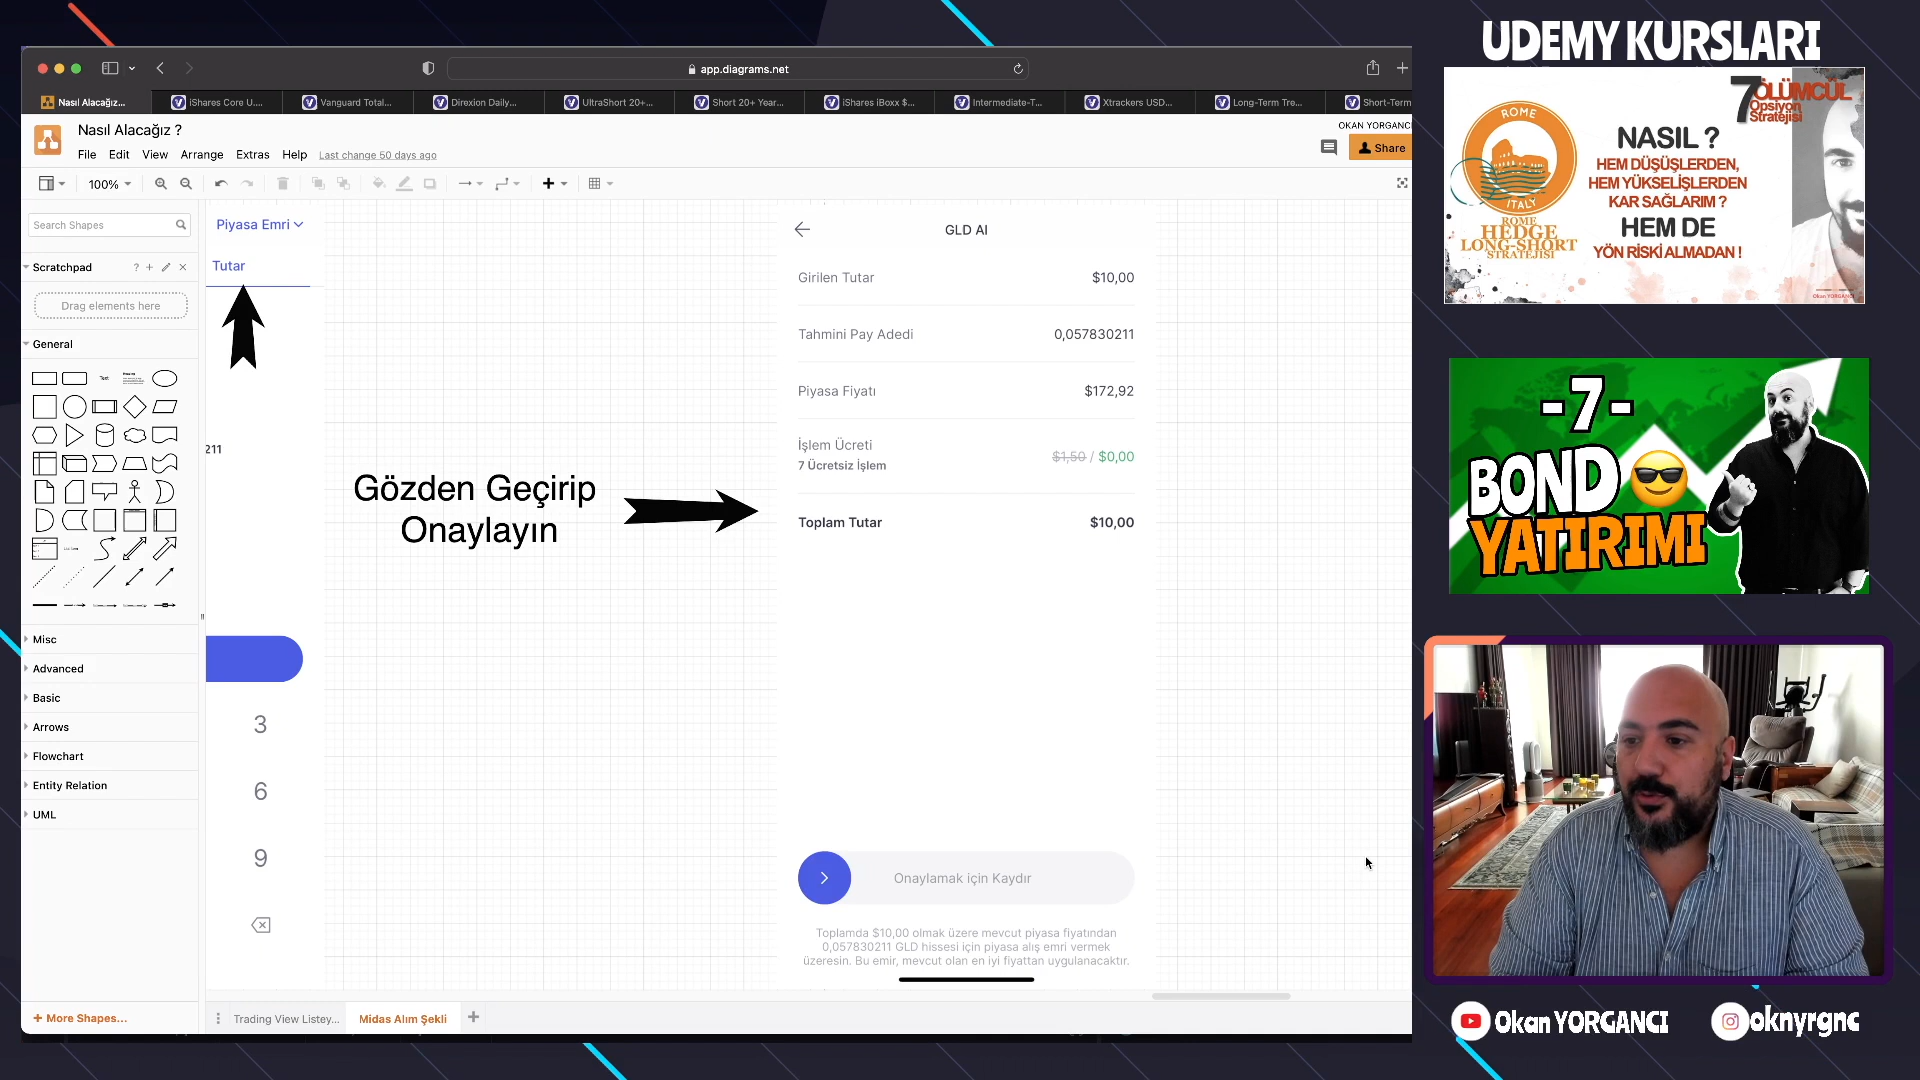 app.diagrams.net
Nasıl Alacağız...
iShares Core U....
Vanguard Total...
Direxion Daily...
UltraShort 20+...
Short 20+ Year...
iShares iBoxx $...
Intermediate-T...
Xtrackers USD...
Long-Term Tre...
Short-Term
Nasıl Alacağız ?
OKAN YORGANCI
File Edit View Arrange Extras Help Last change 50 days ago
Share
100%
Search Shapes
Scratchpad
Drag elements here
General
Text
Misc
Advanced
Basic
Arrows
Flowchart
Entity Relation
UML
+ More Shapes...
Piyasa Emri
Tutar
211
3
6
9
Gözden Geçirip
Onaylayın
GLD Al
Girilen Tutar $10,00
Tahmini Pay Adedi 0,057830211
Piyasa Fiyatı $172,92
İşlem Ücreti
7 Ücretsiz İşlem
$1,50 / $0,00
Toplam Tutar $10,00
Onaylamak için Kaydır
Toplamda $10,00 olmak üzere mevcut piyasa fiyatından
0,057830211 GLD hissesi için piyasa alış emri vermek
üzeresin. Bu emir, mevcut olan en iyi fiyattan uygulanacaktır.
Trading View Listey...
Midas Alım Şekli
UDEMY KURSLARI
7 ÖLÜMCÜL
Opsiyon
Stratejisi
ROME
ITALY
ROME
HEDGE
LONG-SHORT
STRATEJISI
NASIL ?
HEM DÜŞÜŞLERDEN,
HEM YÜKSELİŞLERDEN
KAR SAĞLARIM ?
HEM DE
YÖN RİSKİ ALMADAN !
Okan YORGANCI
-7-
BOND
YATIRIMI
Okan YORGANCI
oknyrgnc